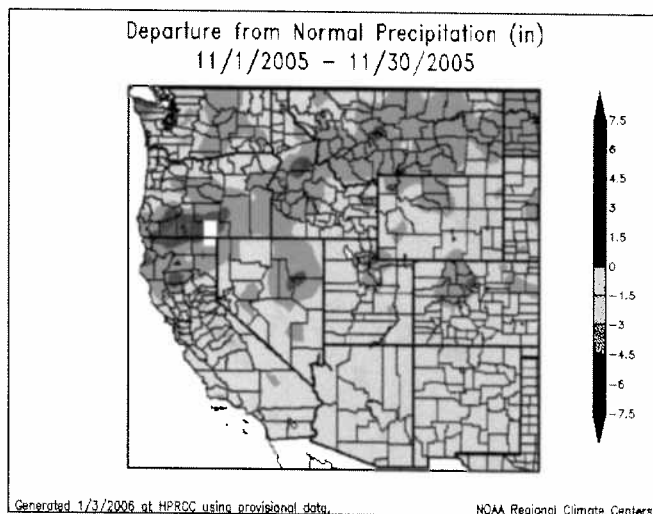 Departure from Normal Precipitation (in)
11/1/2005 – 11/30/2005
7.5
6
4.5
3
1.5
0
-1.5
-3
-4.5
-6
-7.5
Generated 1/3/2006 at HPRCC using provisional data.
NOAA Regional Climate Centers